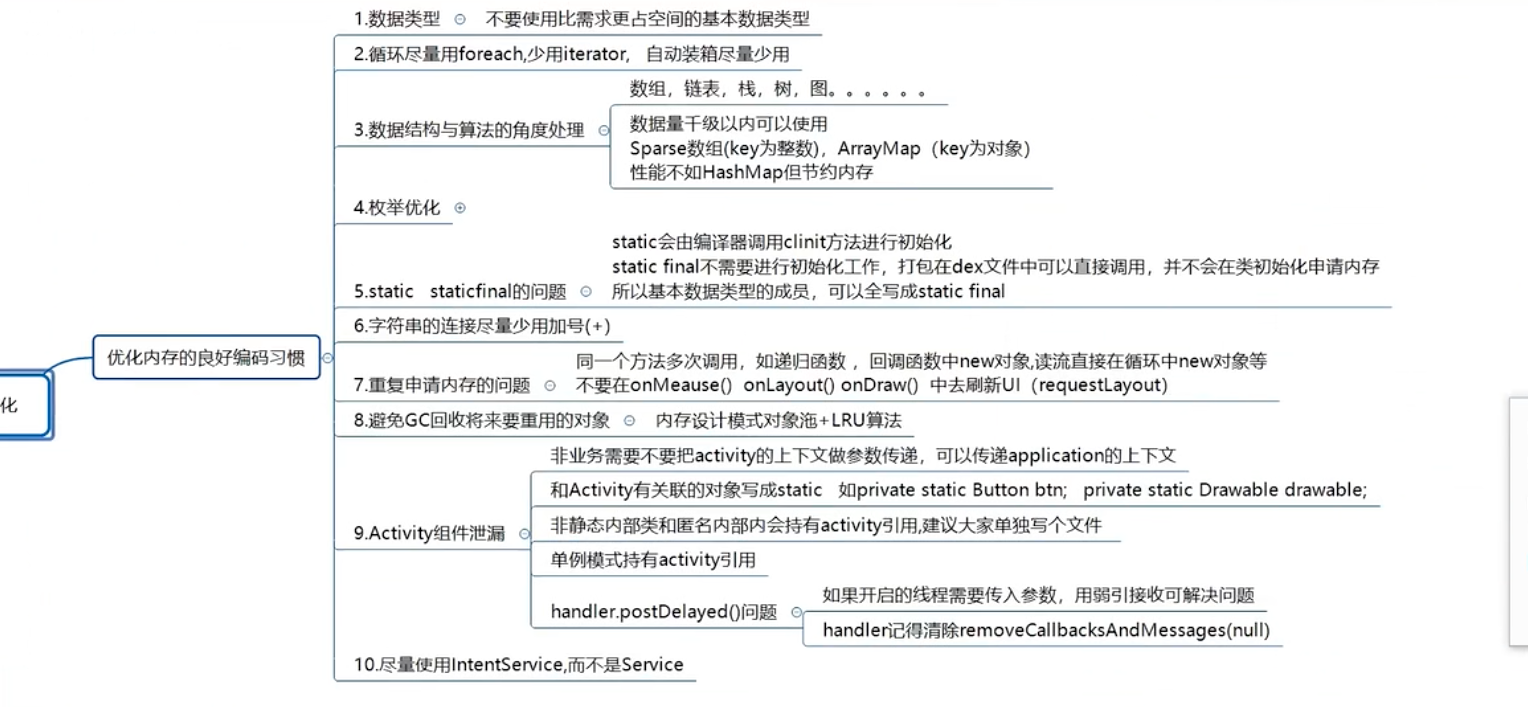 化
优化内存的良好编码习惯
1.数据类型
不要使用比需求更占空间的基本数据类型
2.循环尽量用foreach,少用iterator, 自动装箱尽量少用
3.数据结构与算法的角度处理
数组，链表，栈，树，图。。。。。。
数据量千级以内可以使用
Sparse数组(key为整数)，ArrayMap（key为对象）
性能不如HashMap但节约内存
4.枚举优化
5.static staticfinal的问题
static会由编译器调用clinit方法进行初始化
static final不需要进行初始化工作，打包在dex文件中可以直接调用，并不会在类初始化申请内存
所以基本数据类型的成员，可以全写成static final
6.字符串的连接尽量少用加号(+)
7.重复申请内存的问题
同一个方法多次调用，如递归函数 ，回调函数中new对象,读流直接在循环中new对象等
不要在onMeause() onLayout() onDraw() 中去刷新UI（requestLayout）
8.避免GC回收将来要重用的对象
内存设计模式对象沲+LRU算法
9.Activity组件泄漏
非业务需要不要把activity的上下文做参数传递，可以传递application的上下文
和Activity有关联的对象写成static 如private static Button btn; private static Drawable drawable;
非静态内部类和匿名内部内会持有activity引用,建议大家单独写个文件
单例模式持有activity引用
handler.postDelayed()问题
如果开启的线程需要传入参数，用弱引接收可解决问题
handler记得清除removeCallbacksAndMessages(null)
10.尽量使用IntentService,而不是Service